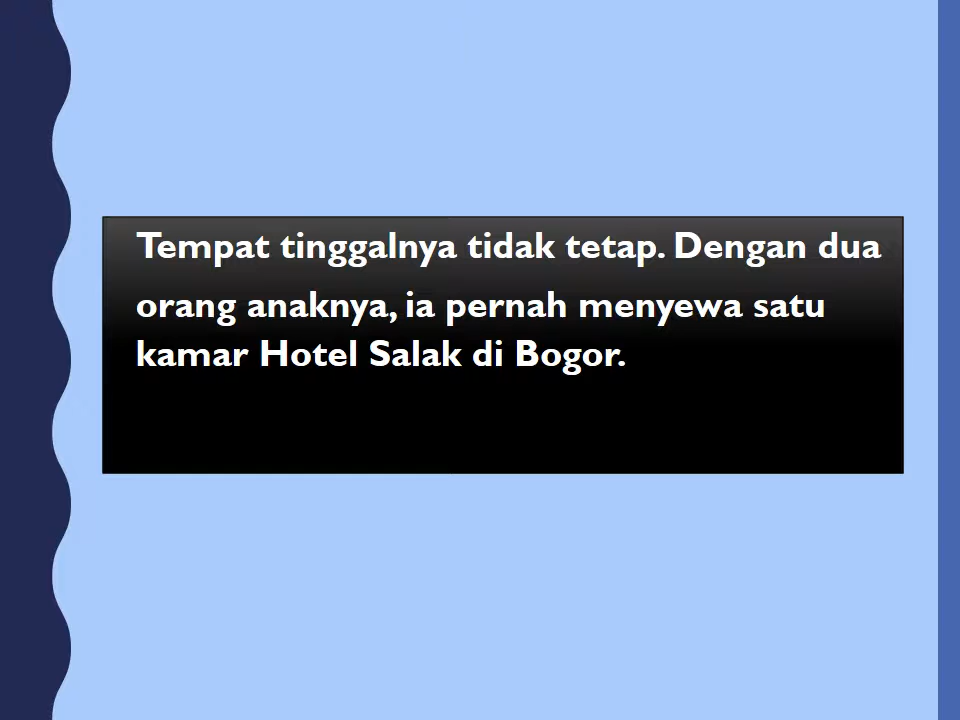 Tempat tinggalnya tidak tetap. Dengan dua
orang anaknya, ia pernah menyewa satu
kamar Hotel Salak di Bogor.